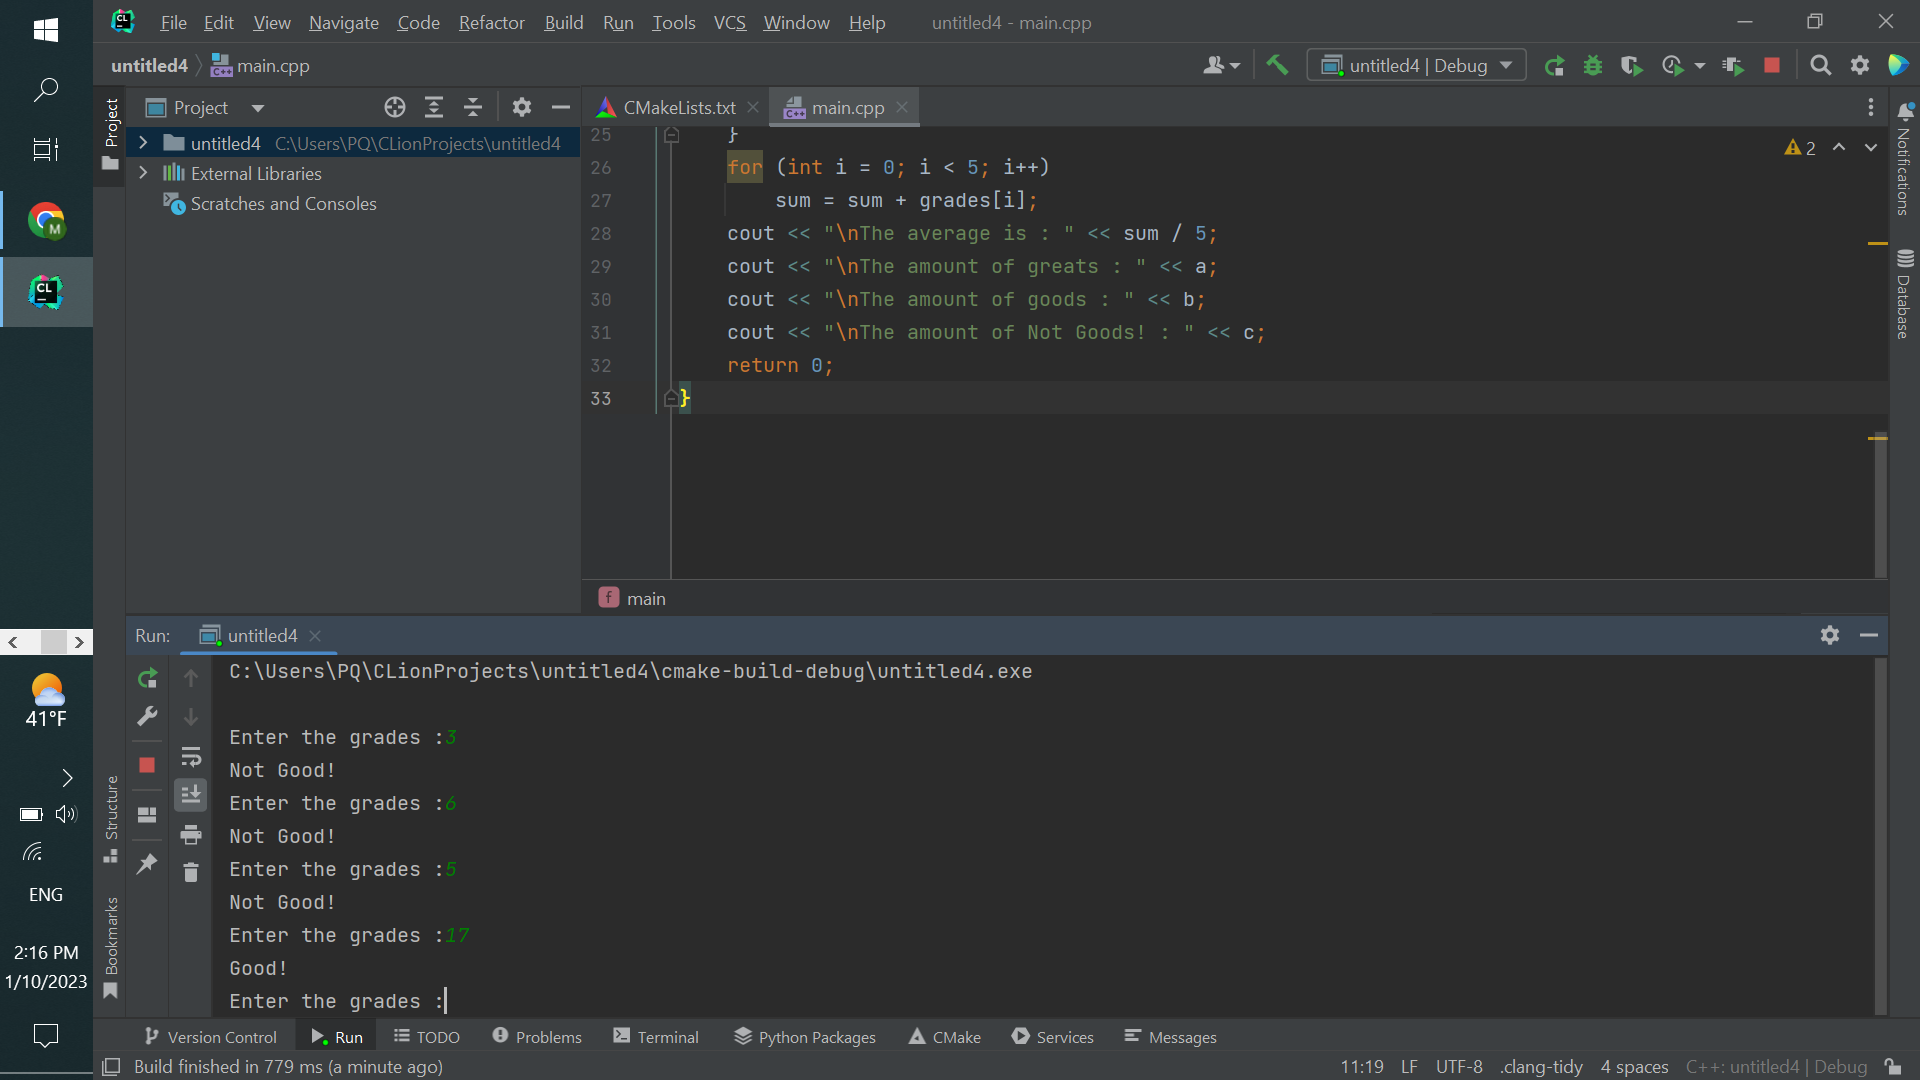 File Edit View Navigate Code Refactor Build Run Tools VCS Window Help untitled4 - main.cpp
untitled4 main.cpp
untitled4 | Debug
Project
CMakeLists.txt main.cpp
Project
untitled4 C:\Users\PQ\CLionProjects\untitled4
External Libraries
Scratches and Consoles
25 }
26 for (int i = 0; i < 5; i++)
27 sum = sum + grades[i];
28 cout << "\nThe average is : " << sum / 5;
29 cout << "\nThe amount of greats : " << a;
30 cout << "\nThe amount of goods : " << b;
31 cout << "\nThe amount of Not Goods! : " << c;
32 return 0;
33 }
2
Notifications
Database
f main
Run: untitled4
C:\Users\PQ\CLionProjects\untitled4\cmake-build-debug\untitled4.exe
Enter the grades :3
Not Good!
Enter the grades :6
Not Good!
Enter the grades :5
Not Good!
Enter the grades :17
Good!
Enter the grades :
Structure
Bookmarks
Version Control Run TODO Problems Terminal Python Packages CMake Services Messages
Build finished in 779 ms (a minute ago) 11:19 LF UTF-8 .clang-tidy 4 spaces C++: untitled4 | Debug
M
CL
C++
41°F
ENG
2:16 PM
1/10/2023